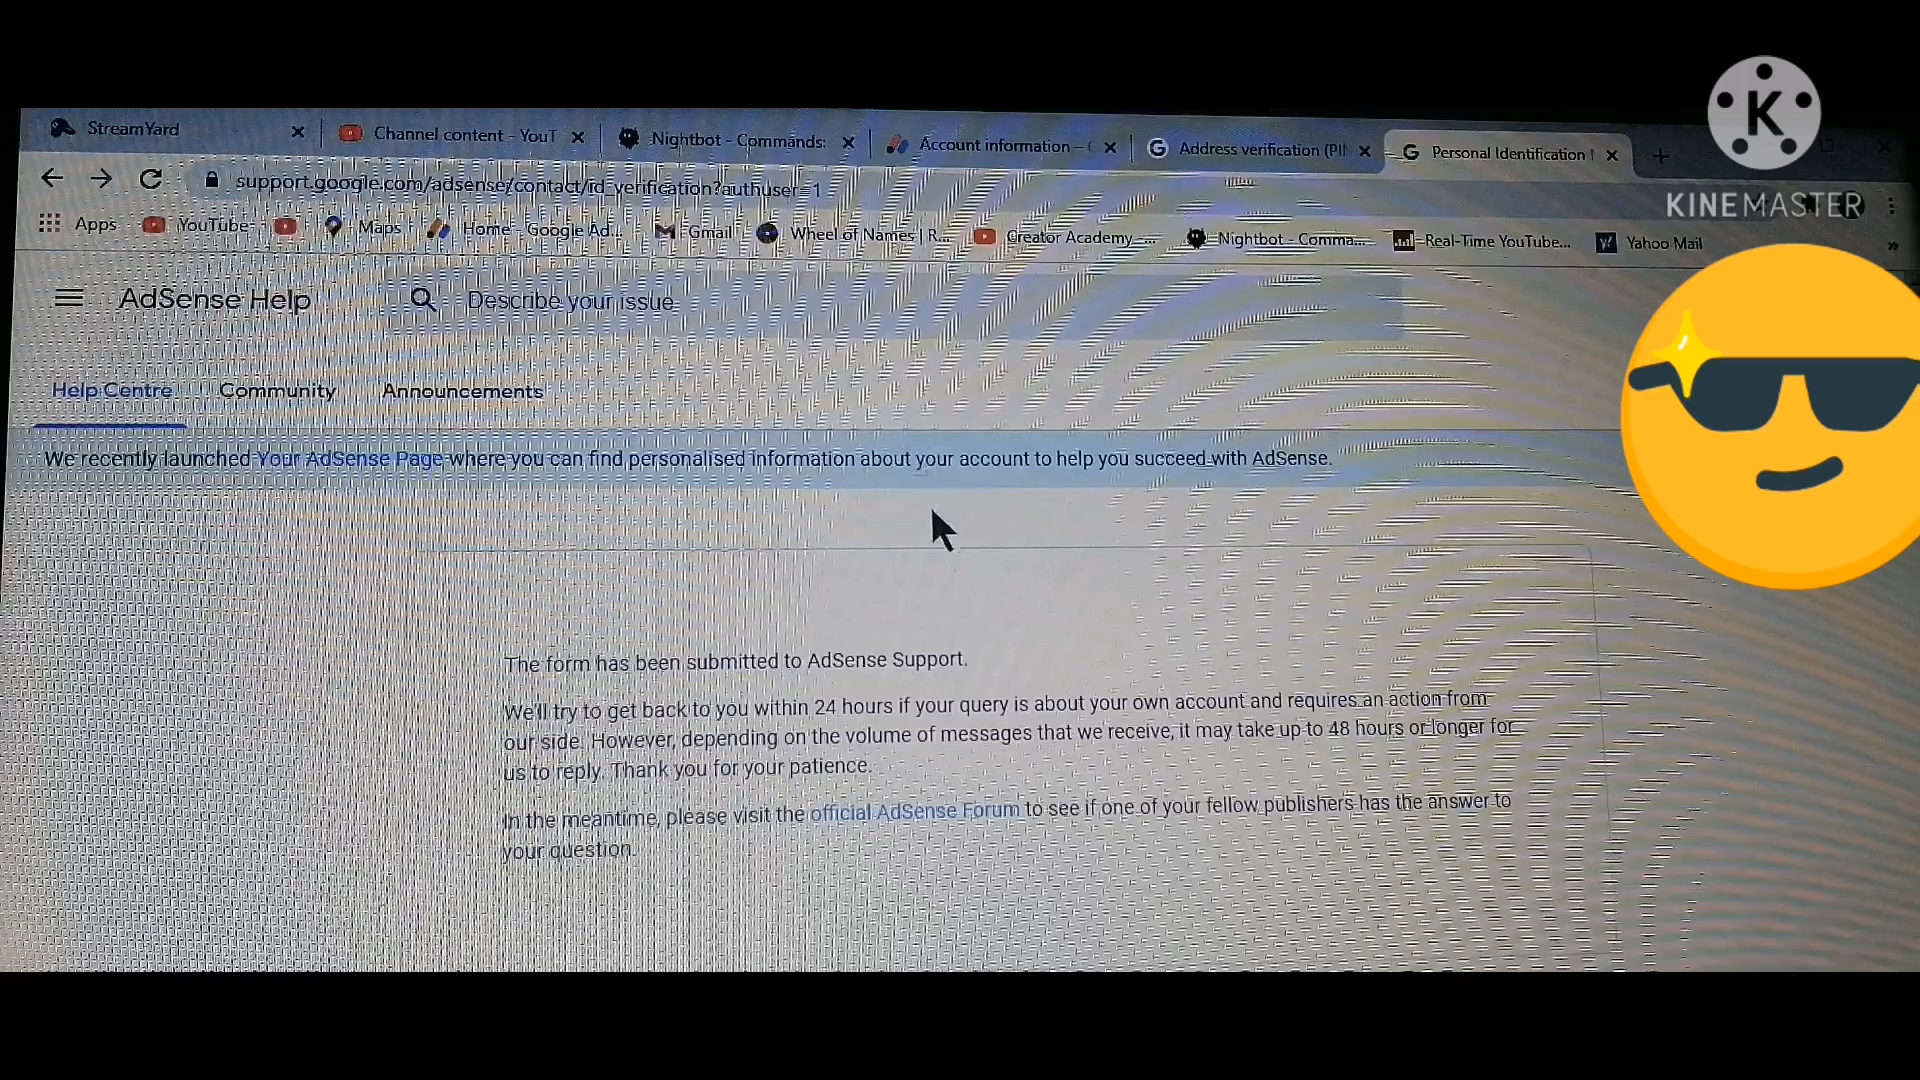 StreamYard
Channel content - YouT
Nightbot - Commands:
Account information –
Address verification (PI
Personal Identification
support.google.com/adsense/contact/id_verification?authuser=1
KINEMASTER
Apps
YouTube
Maps
Home - Google Ad...
Gmail
Wheel of Names | R...
Creator Academy ...
Nightbot - Comma...
Real-Time YouTube...
Yahoo Mail
AdSense Help
Describe your issue
Help Centre
Community
Announcements
We recently launched Your AdSense Page where you can find personalised information about your account to help you succeed with AdSense.
The form has been submitted to AdSense Support.
We'll try to get back to you within 24 hours if your query is about your own account and requires an action from
our side. However, depending on the volume of messages that we receive, it may take up to 48 hours or longer for
us to reply. Thank you for your patience.
In the meantime, please visit the official AdSense Forum to see if one of your fellow publishers has the answer to
your question.